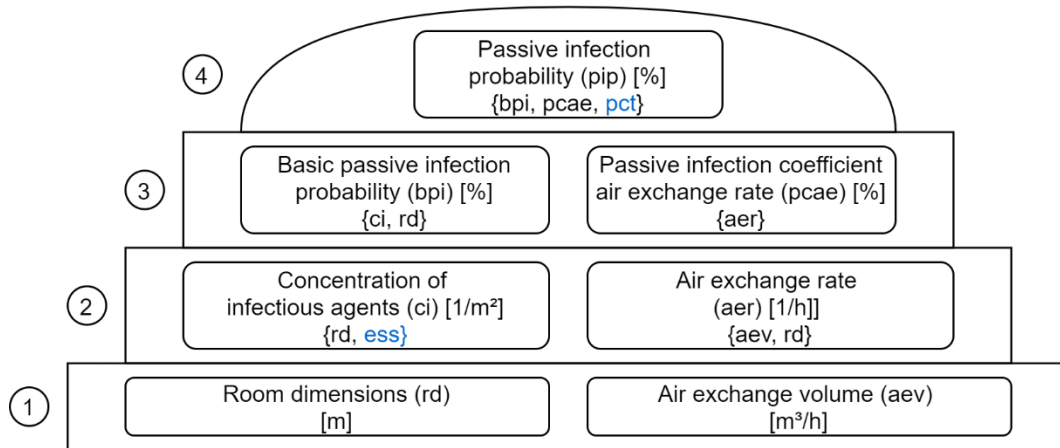 4
Passive infection
probability (pip) [%]
{bpi, pcae, pct}
3
Basic passive infection
probability (bpi) [%]
{ci, rd}
Passive infection coefficient
air exchange rate (pcae) [%]
{aer}
2
Concentration of
infectious agents (ci) [1/m²]
{rd, ess}
Air exchange rate
(aer) [1/h]]
{aev, rd}
1
Room dimensions (rd)
[m]
Air exchange volume (aev)
[m³/h]